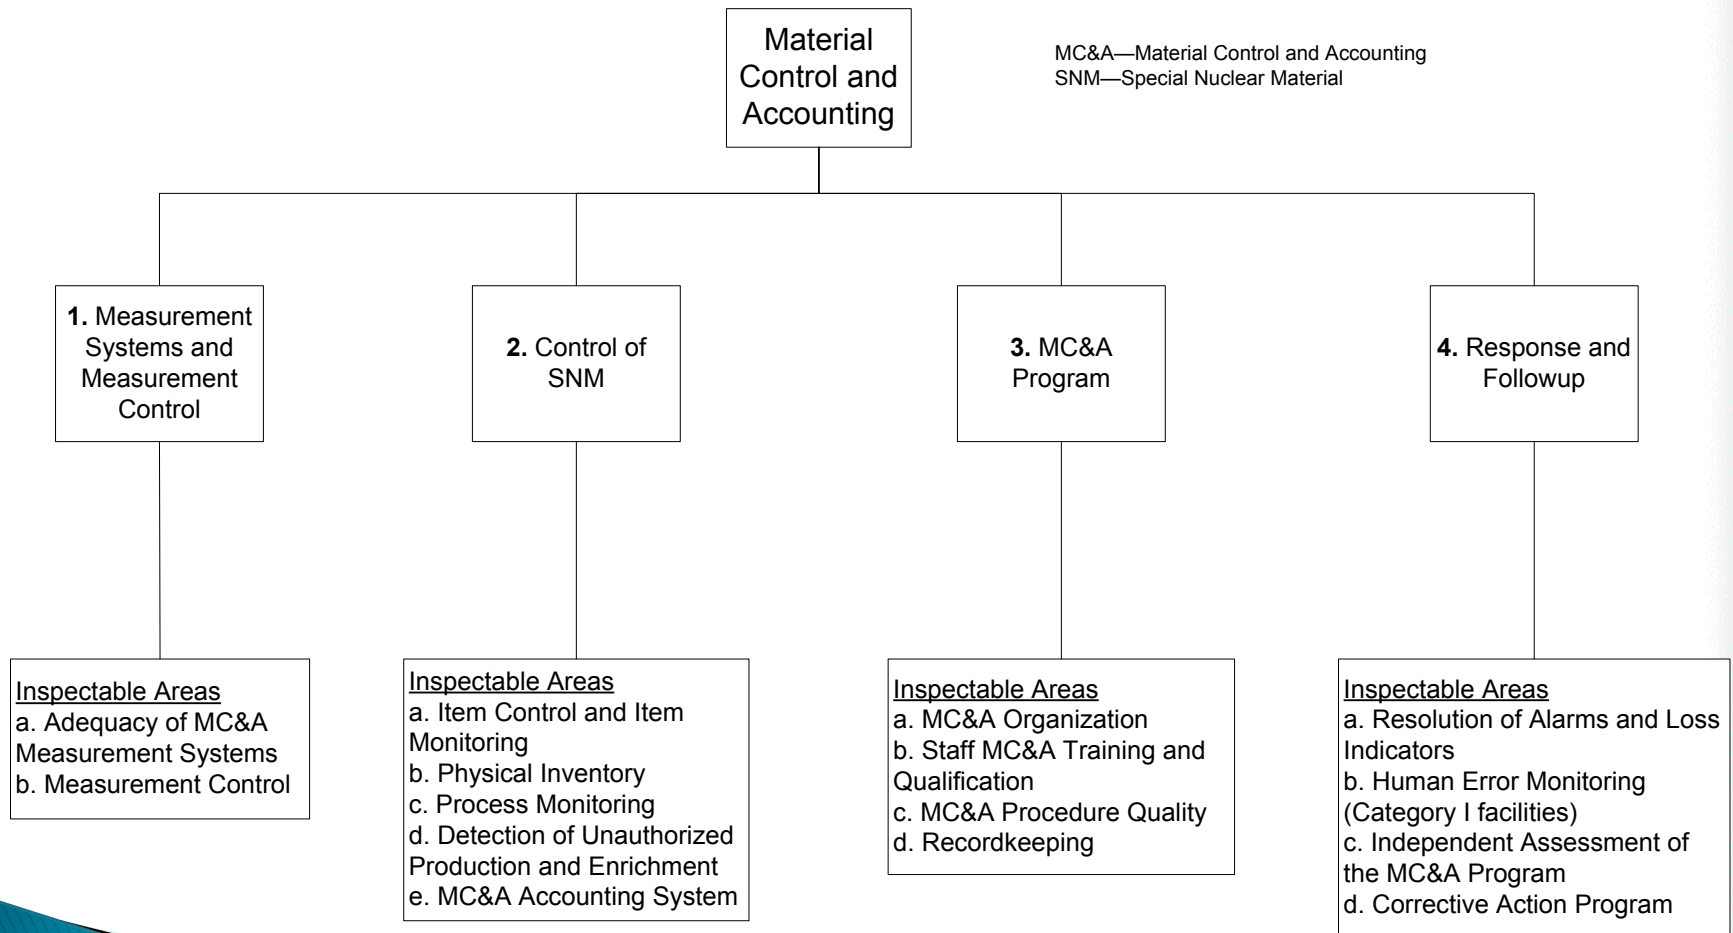 Material
Control and
Accounting
MC&A—Material Control and Accounting
SNM—Special Nuclear Material
1. Measurement
Systems and
Measurement
Control
2. Control of
SNM
3. MC&A
Program
4. Response and
Followup
Inspectable Areas
a. Adequacy of MC&A
Measurement Systems
b. Measurement Control
Inspectable Areas
a. Item Control and Item
Monitoring
b. Physical Inventory
c. Process Monitoring
d. Detection of Unauthorized
Production and Enrichment
e. MC&A Accounting System
Inspectable Areas
a. MC&A Organization
b. Staff MC&A Training and
Qualification
c. MC&A Procedure Quality
d. Recordkeeping
Inspectable Areas
a. Resolution of Alarms and Loss
Indicators
b. Human Error Monitoring
(Category I facilities)
c. Independent Assessment of
the MC&A Program
d. Corrective Action Program